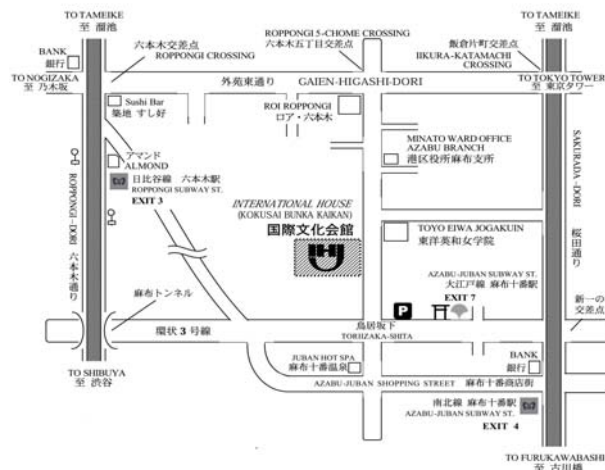 TO TAMEIKE
至 溜池
BANK
銀行
六本木交差点
ROPPONGI CROSSING
ROPPONGI 5-CHOME CROSSING
六本木五丁目交差点
飯倉片町交差点
IIKURA-KATAMACHI
CROSSING
TO TAMEIKE
至 溜池
TO NOGIZAKA
至 乃木坂
外苑東通り GAIEN-HIGASHI-DORI
TO TOKYO TOWER
至 東京タワー
Sushi Bar
築地 すし好
ROI ROPPONGI
ロア・六本木
MINATO WARD OFFICE
AZABU BRANCH
港区役所麻布支所
アマンド
ALMOND
日比谷線 六本木駅
ROPPONGI SUBWAY ST.
EXIT 3
ROPPONGI-DORI 六本木通り
SAKURADA-DORI 桜田通り
INTERNATIONAL HOUSE
(KOKUSAI BUNKA KAIKAN)
国際文化会館
TOYO EIWA JOGAKUIN
東洋英和女学院
AZABU-JUBAN SUBWAY ST.
大江戸線 麻布十番駅
EXIT 7
P
麻布トンネル
環状3号線
鳥居坂下
TORIIZAKA-SHITA
新一の
交差点
TO SHIBUYA
至 渋谷
JUBAN HOT SPA
麻布十番温泉
BANK
銀行
AZABU-JUBAN SHOPPING STREET 麻布十番商店街
南北線 麻布十番駅
AZABU-JUBAN SUBWAY ST.
EXIT 4
TO FURUKAWABASHI
至 古川橋